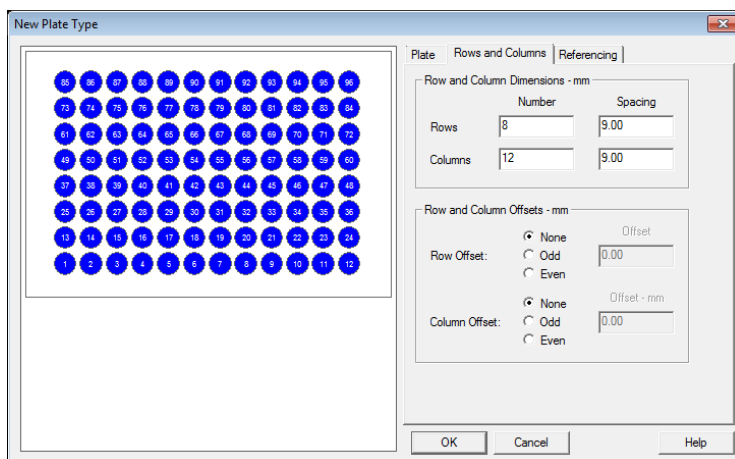 New Plate Type
85 86 87 88 89 90 91 92 93 94 95 96
73 74 75 76 77 78 79 80 81 82 83 84
61 62 63 64 65 66 67 68 69 70 71 72
49 50 51 52 53 54 55 56 57 58 59 60
37 38 39 40 41 42 43 44 45 46 47 48
25 26 27 28 29 30 31 32 33 34 35 36
13 14 15 16 17 18 19 20 21 22 23 24
1 2 3 4 5 6 7 8 9 10 11 12
Plate Rows and Columns Referencing
Row and Column Dimensions - mm
Number Spacing
Rows 8 9.00
Columns 12 9.00
Row and Column Offsets - mm
None Offset
Row Offset: Odd 0.00
Even
None Offset - mm
Column Offset: Odd 0.00
Even
OK Cancel Help